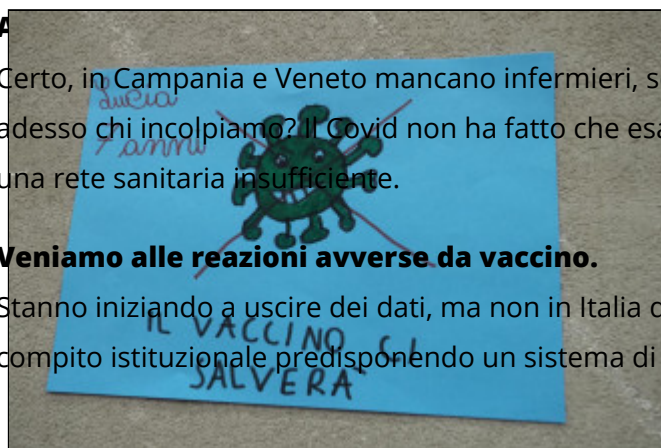 Certo, in Campania e Veneto mancano infermieri, s
Lucia
adesso chi incolpiamo? Il Covid non ha fatto che esa
7 anni
una rete sanitaria insufficiente.
Veniamo alle reazioni avverse da vaccino.
Stanno iniziando a uscire dei dati, ma non in Italia
IL VACCINO CI
compito istituzionale predisponendo un sistema di
SALVERÀ